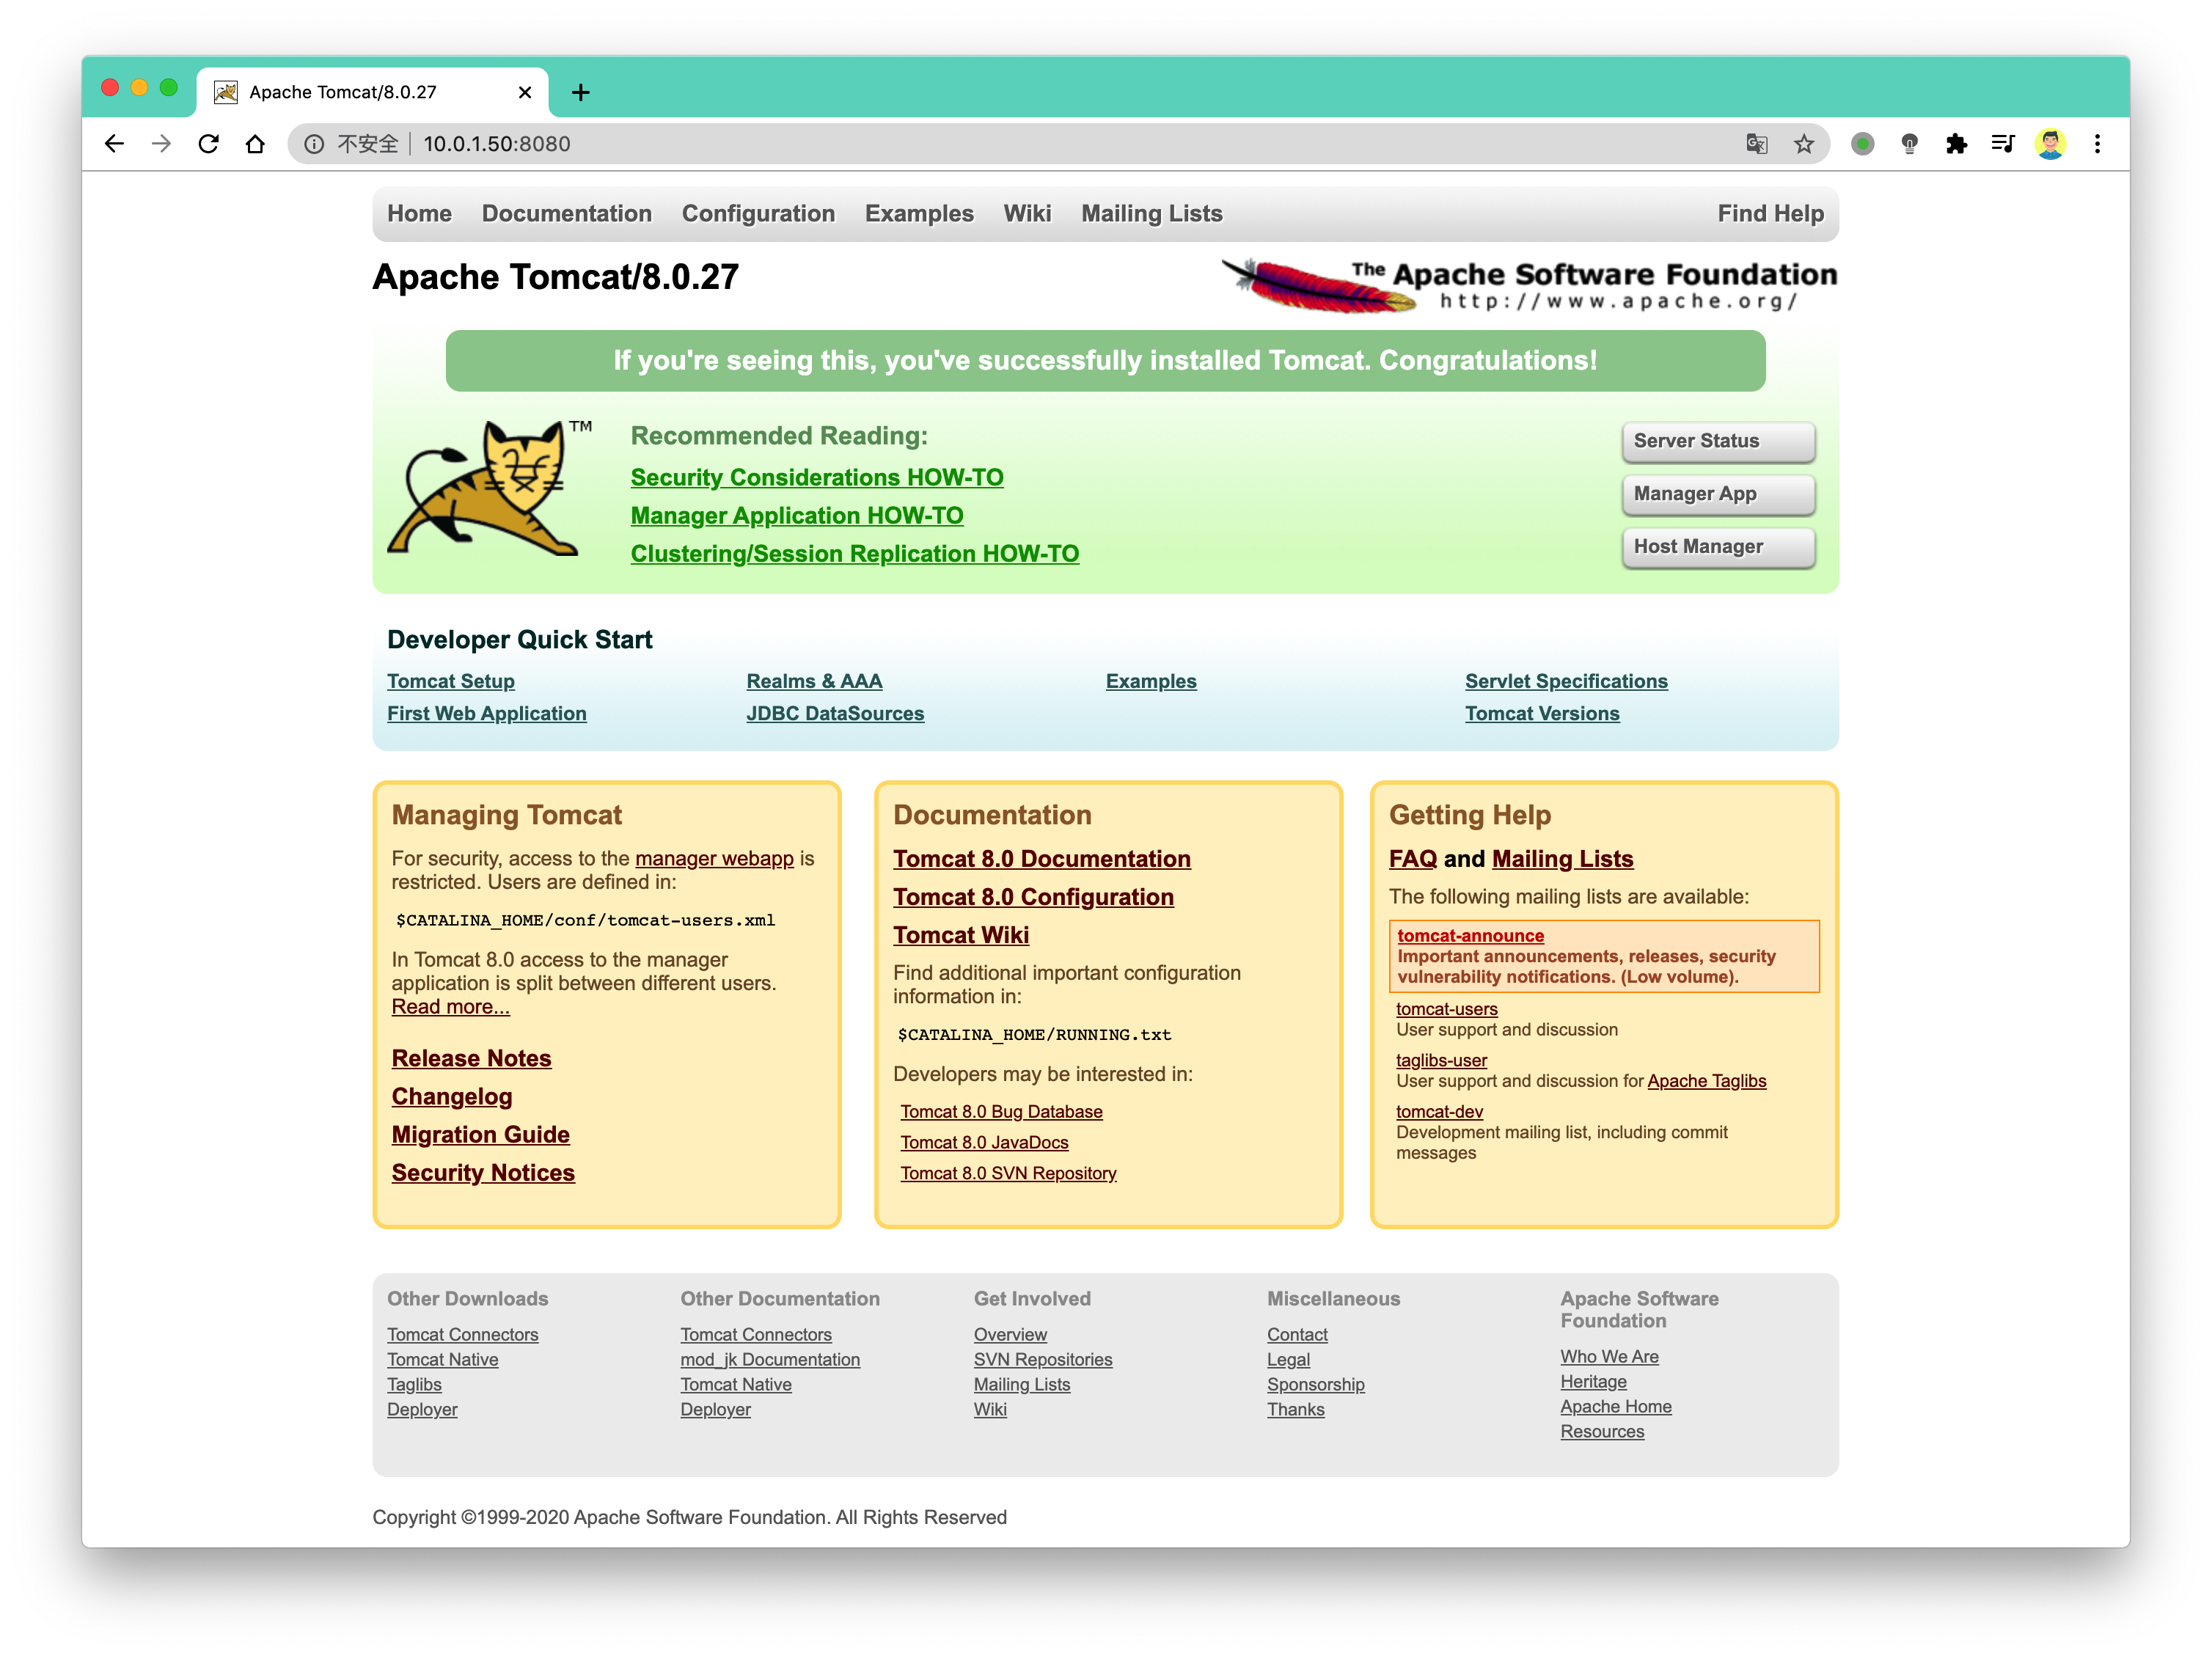 Apache Tomcat/8.0.27
不安全 10.0.1.50:8080
Home Documentation Configuration Examples Wiki Mailing Lists Find Help
Apache Tomcat/8.0.27
The Apache Software Foundation
http://www.apache.org/
If you're seeing this, you've successfully installed Tomcat. Congratulations!
TM
Recommended Reading:
Security Considerations HOW-TO
Manager Application HOW-TO
Clustering/Session Replication HOW-TO
Server Status
Manager App
Host Manager
Developer Quick Start
Tomcat Setup
First Web Application
Realms & AAA
JDBC DataSources
Examples
Servlet Specifications
Tomcat Versions
Managing Tomcat
For security, access to the manager webapp is
restricted. Users are defined in:
$CATALINA_HOME/conf/tomcat-users.xml
In Tomcat 8.0 access to the manager
application is split between different users.
Read more...
Release Notes
Changelog
Migration Guide
Security Notices
Documentation
Tomcat 8.0 Documentation
Tomcat 8.0 Configuration
Tomcat Wiki
Find additional important configuration
information in:
$CATALINA_HOME/RUNNING.txt
Developers may be interested in:
Tomcat 8.0 Bug Database
Tomcat 8.0 JavaDocs
Tomcat 8.0 SVN Repository
Getting Help
FAQ and Mailing Lists
The following mailing lists are available:
tomcat-announce
Important announcements, releases, security
vulnerability notifications. (Low volume).
tomcat-users
User support and discussion
taglibs-user
User support and discussion for Apache Taglibs
tomcat-dev
Development mailing list, including commit
messages
Other Downloads
Tomcat Connectors
Tomcat Native
Taglibs
Deployer
Other Documentation
Tomcat Connectors
mod_jk Documentation
Tomcat Native
Deployer
Get Involved
Overview
SVN Repositories
Mailing Lists
Wiki
Miscellaneous
Contact
Legal
Sponsorship
Thanks
Apache Software
Foundation
Who We Are
Heritage
Apache Home
Resources
Copyright ©1999-2020 Apache Software Foundation. All Rights Reserved